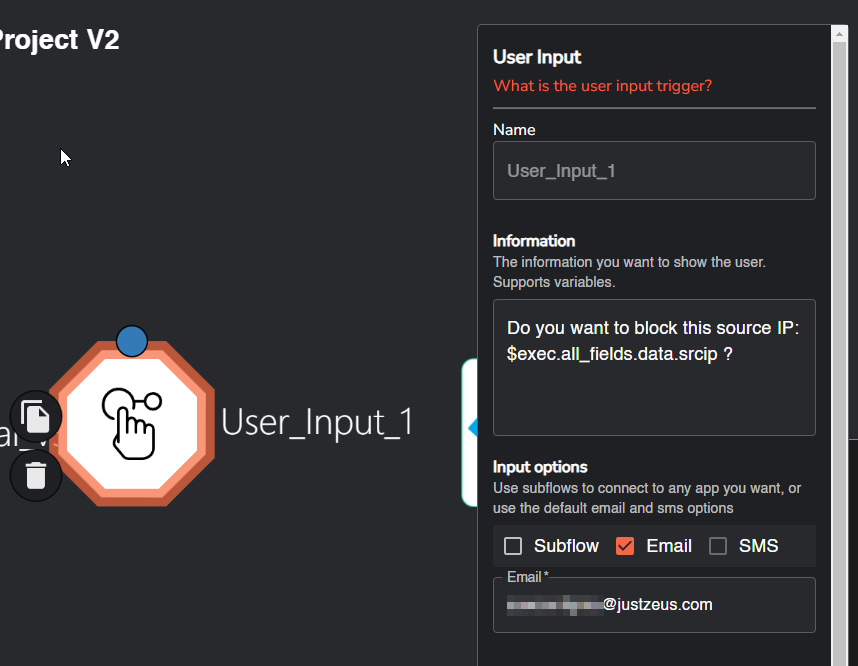 Project V2
User Input
What is the user input trigger?
Name
User_Input_1
Information
The information you want to show the user.
Supports variables.
Do you want to block this source IP:
$exec.all_fields.data.srcip ?
User_Input_1
Input options
Use subflows to connect to any app you want, or
use the default email and sms options
Subflow Email SMS
Email*
@justzeus.com